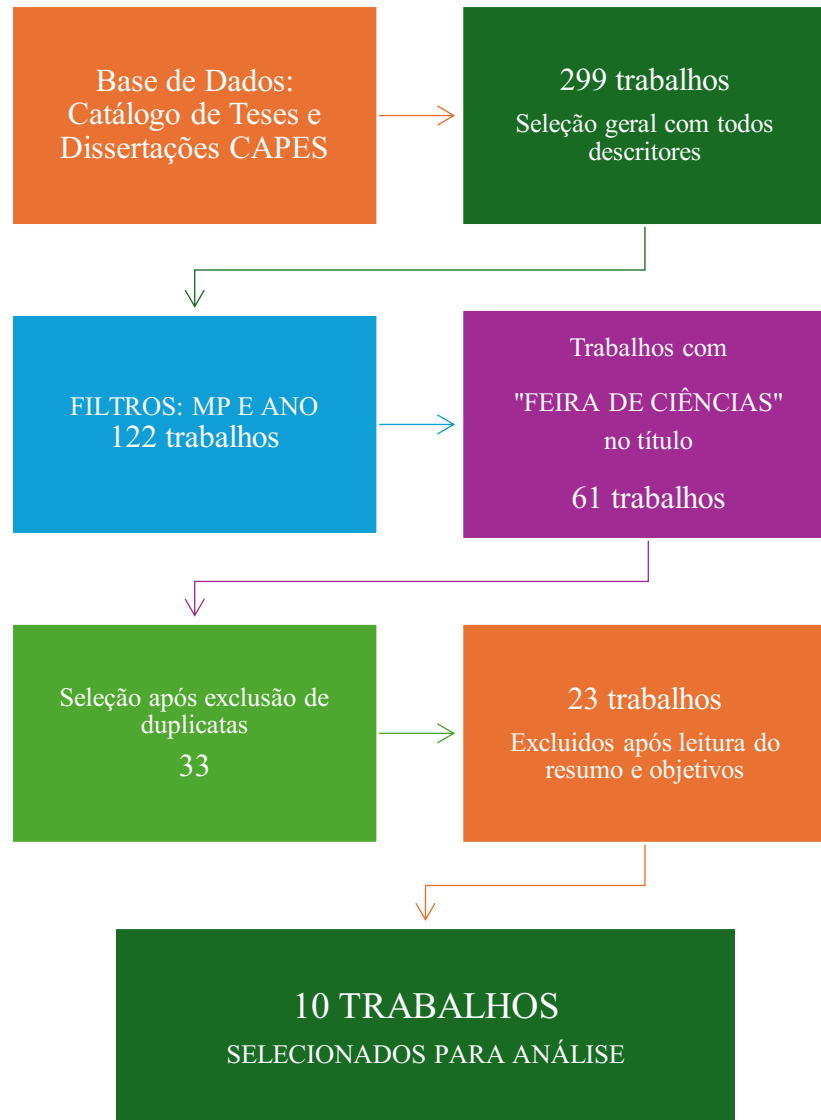 Base de Dados:
Catálogo de Teses e
Dissertações CAPES
299 trabalhos
Seleção geral com todos
descritores
FILTROS: MP E ANO
122 trabalhos
Trabalhos com
"FEIRA DE CIÊNCIAS"
no título
61 trabalhos
Seleção após exclusão de
duplicatas
33
23 trabalhos
Excluidos após leitura do
resumo e objetivos
10 TRABALHOS
SELECIONADOS PARA ANÁLISE